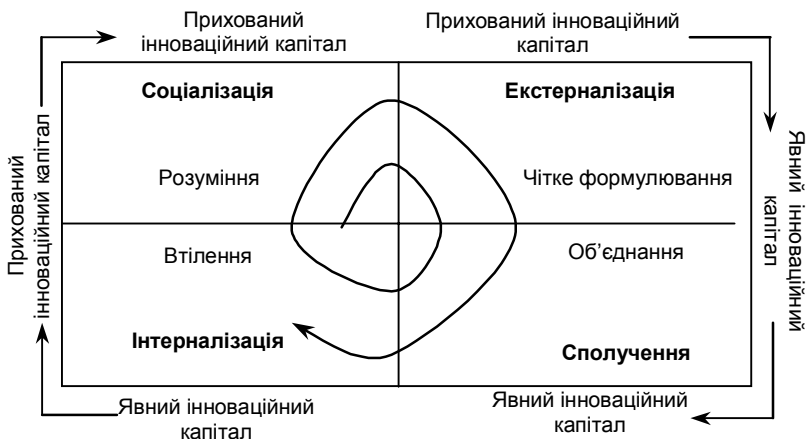 Прихований
інноваційний капітал
Прихований інноваційний
капітал
Соціалізація
Екстерналізація
Прихований
інноваційний капітал
Розуміння
Чітке формулювання
Явний інноваційний
капітал
Втілення
Об’єднання
Інтерналізація
Сполучення
Явний інноваційний
капітал
Явний інноваційний
капітал